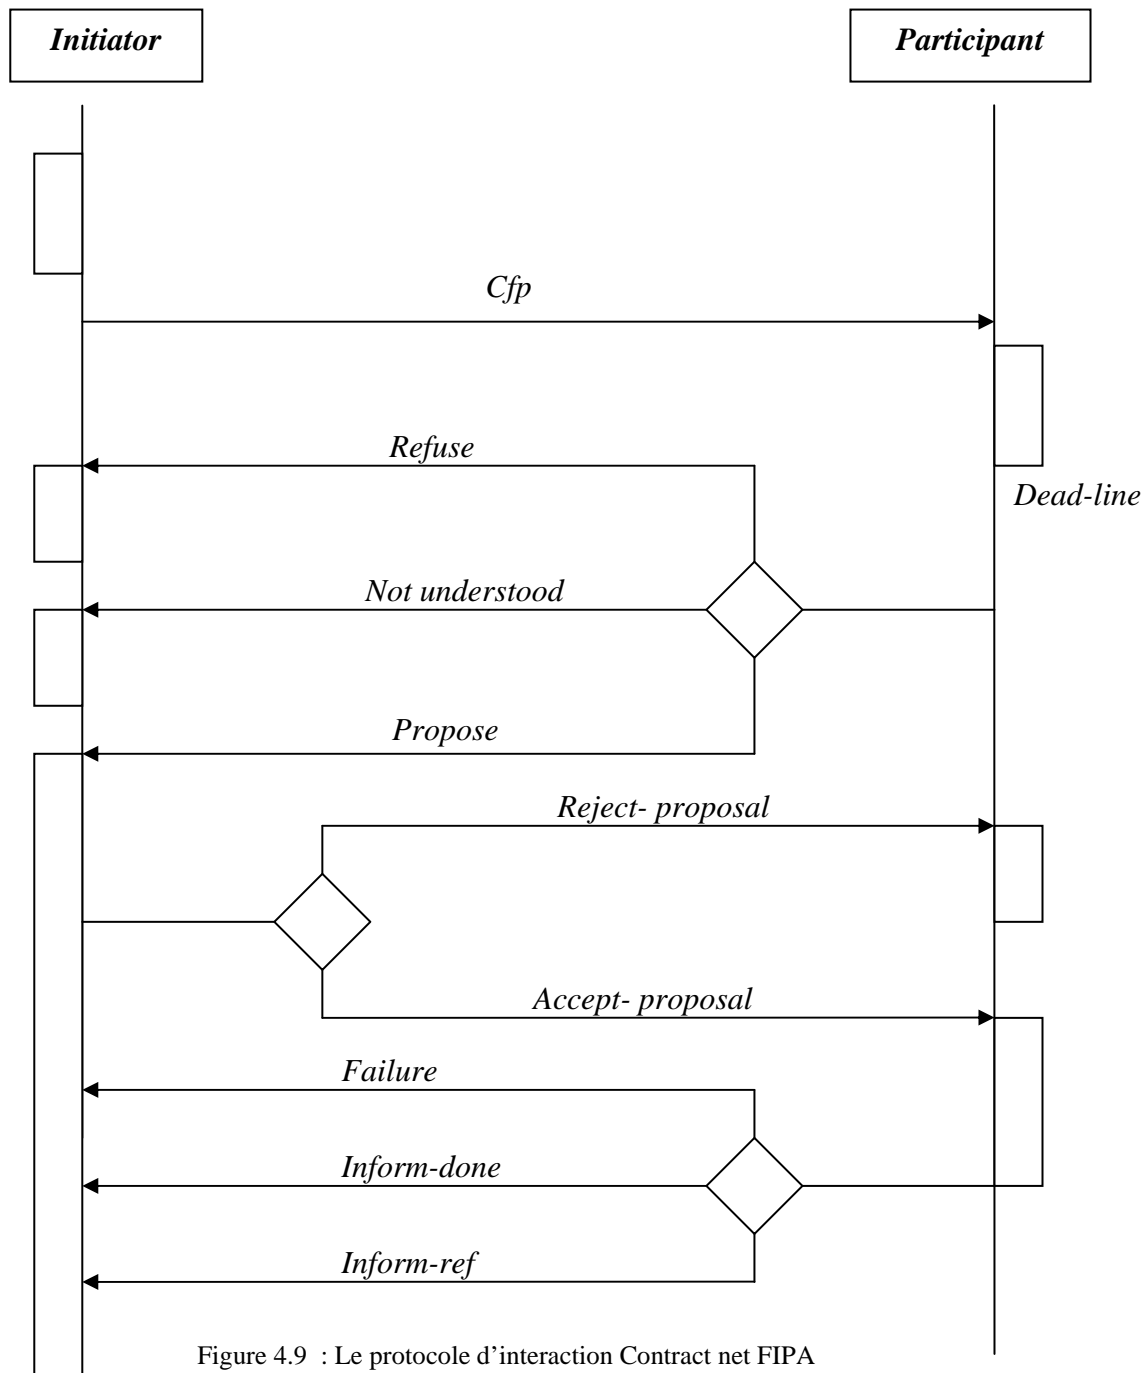 Initiator
Participant
Cfp
Refuse
Dead-line
Not understood
Propose
Reject- proposal
Accept- proposal
Failure
Inform-done
Inform-ref
Figure 4.9 : Le protocole d’interaction Contract net FIPA